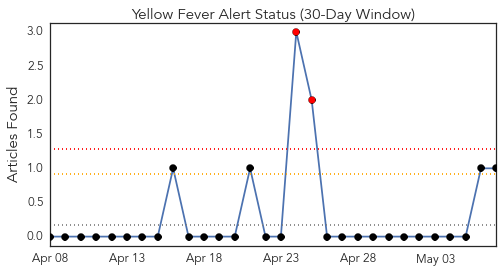 Yellow Fever Alert Status (30-Day Window)
Articles Found
3.0
2.5
2.0
1.5
1.0
0.5
0.0
Apr 08 Apr 13 Apr 18 Apr 23 Apr 28 May 03